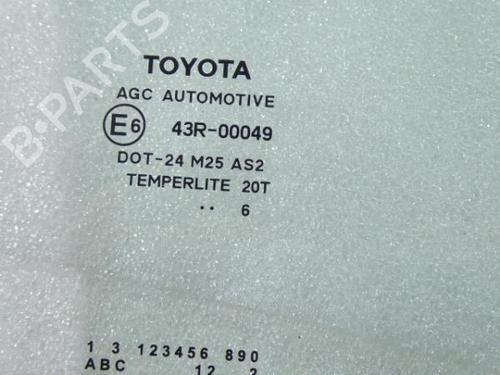 B-PARTS
TOYOTA
AGC AUTOMOTIVE
E6 43R-00049
DOT-24 M25 AS2
TEMPERLITE 20T
.. 6
1 3 123456 890
ABC 12 2